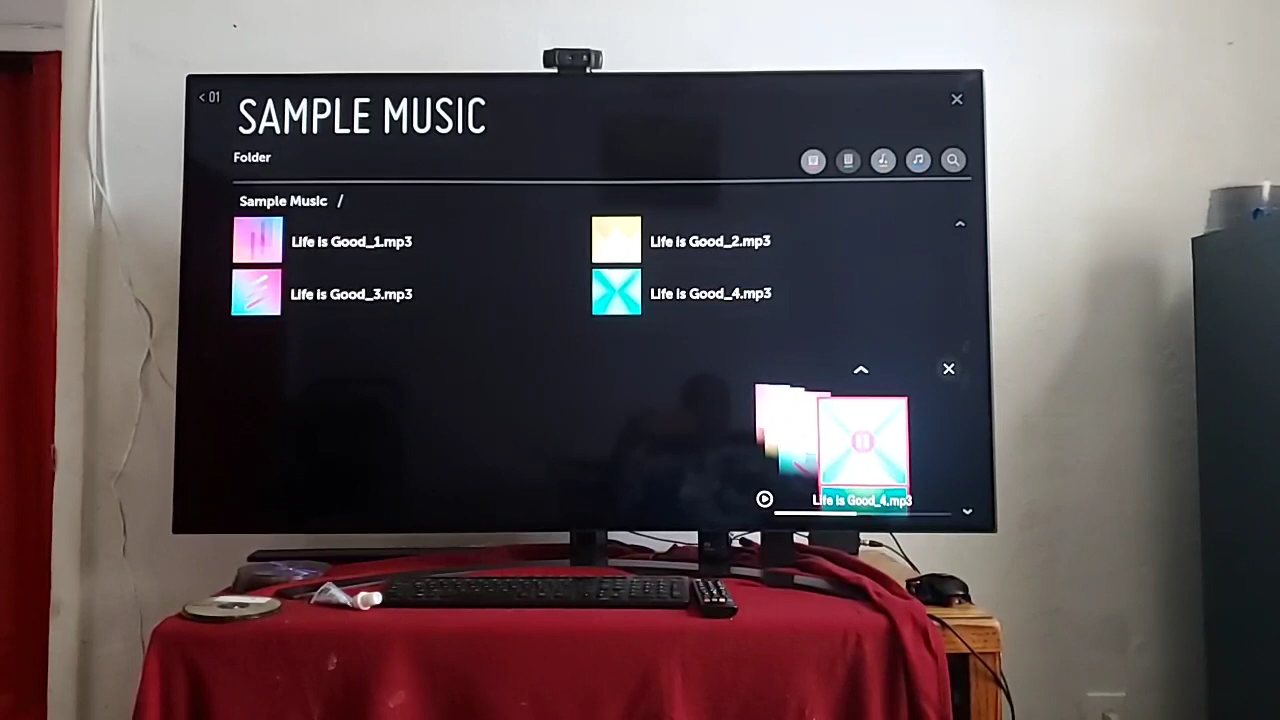 < 01
SAMPLE MUSIC
Folder
Sample Music /
Life is Good_1.mp3
Life is Good_2.mp3
Life is Good_3.mp3
Life is Good_4.mp3
Life is Good_4.mp3